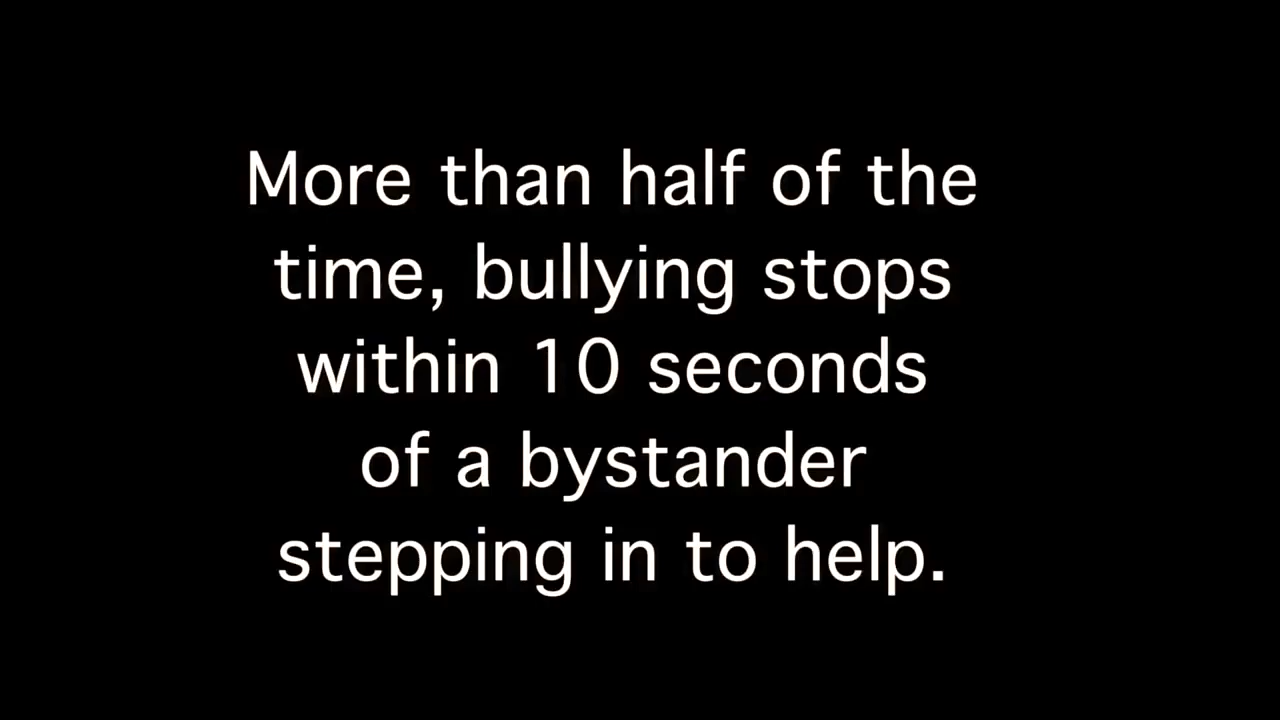 More than half of the
time, bullying stops
within 10 seconds
of a bystander
stepping in to help.